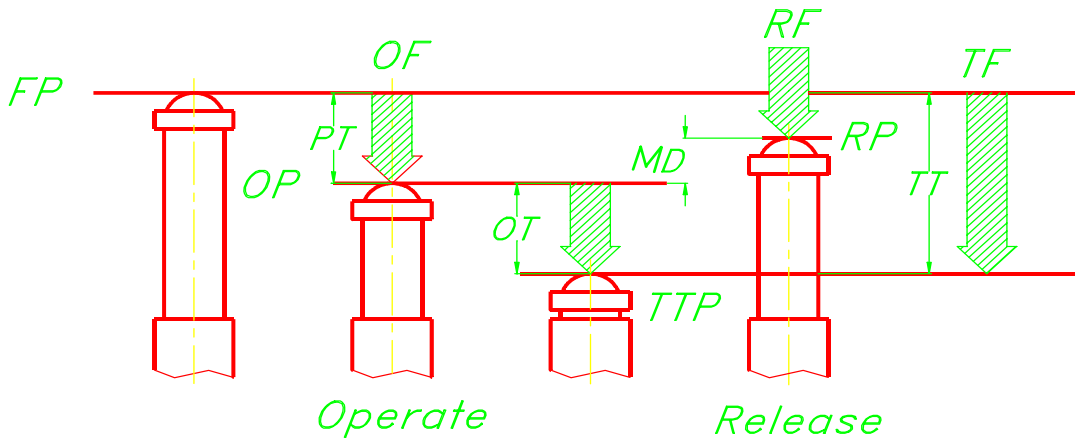 RF
OF
TF
FP
PT
RP
MD
OP
TT
OT
TTP
Operate
Release